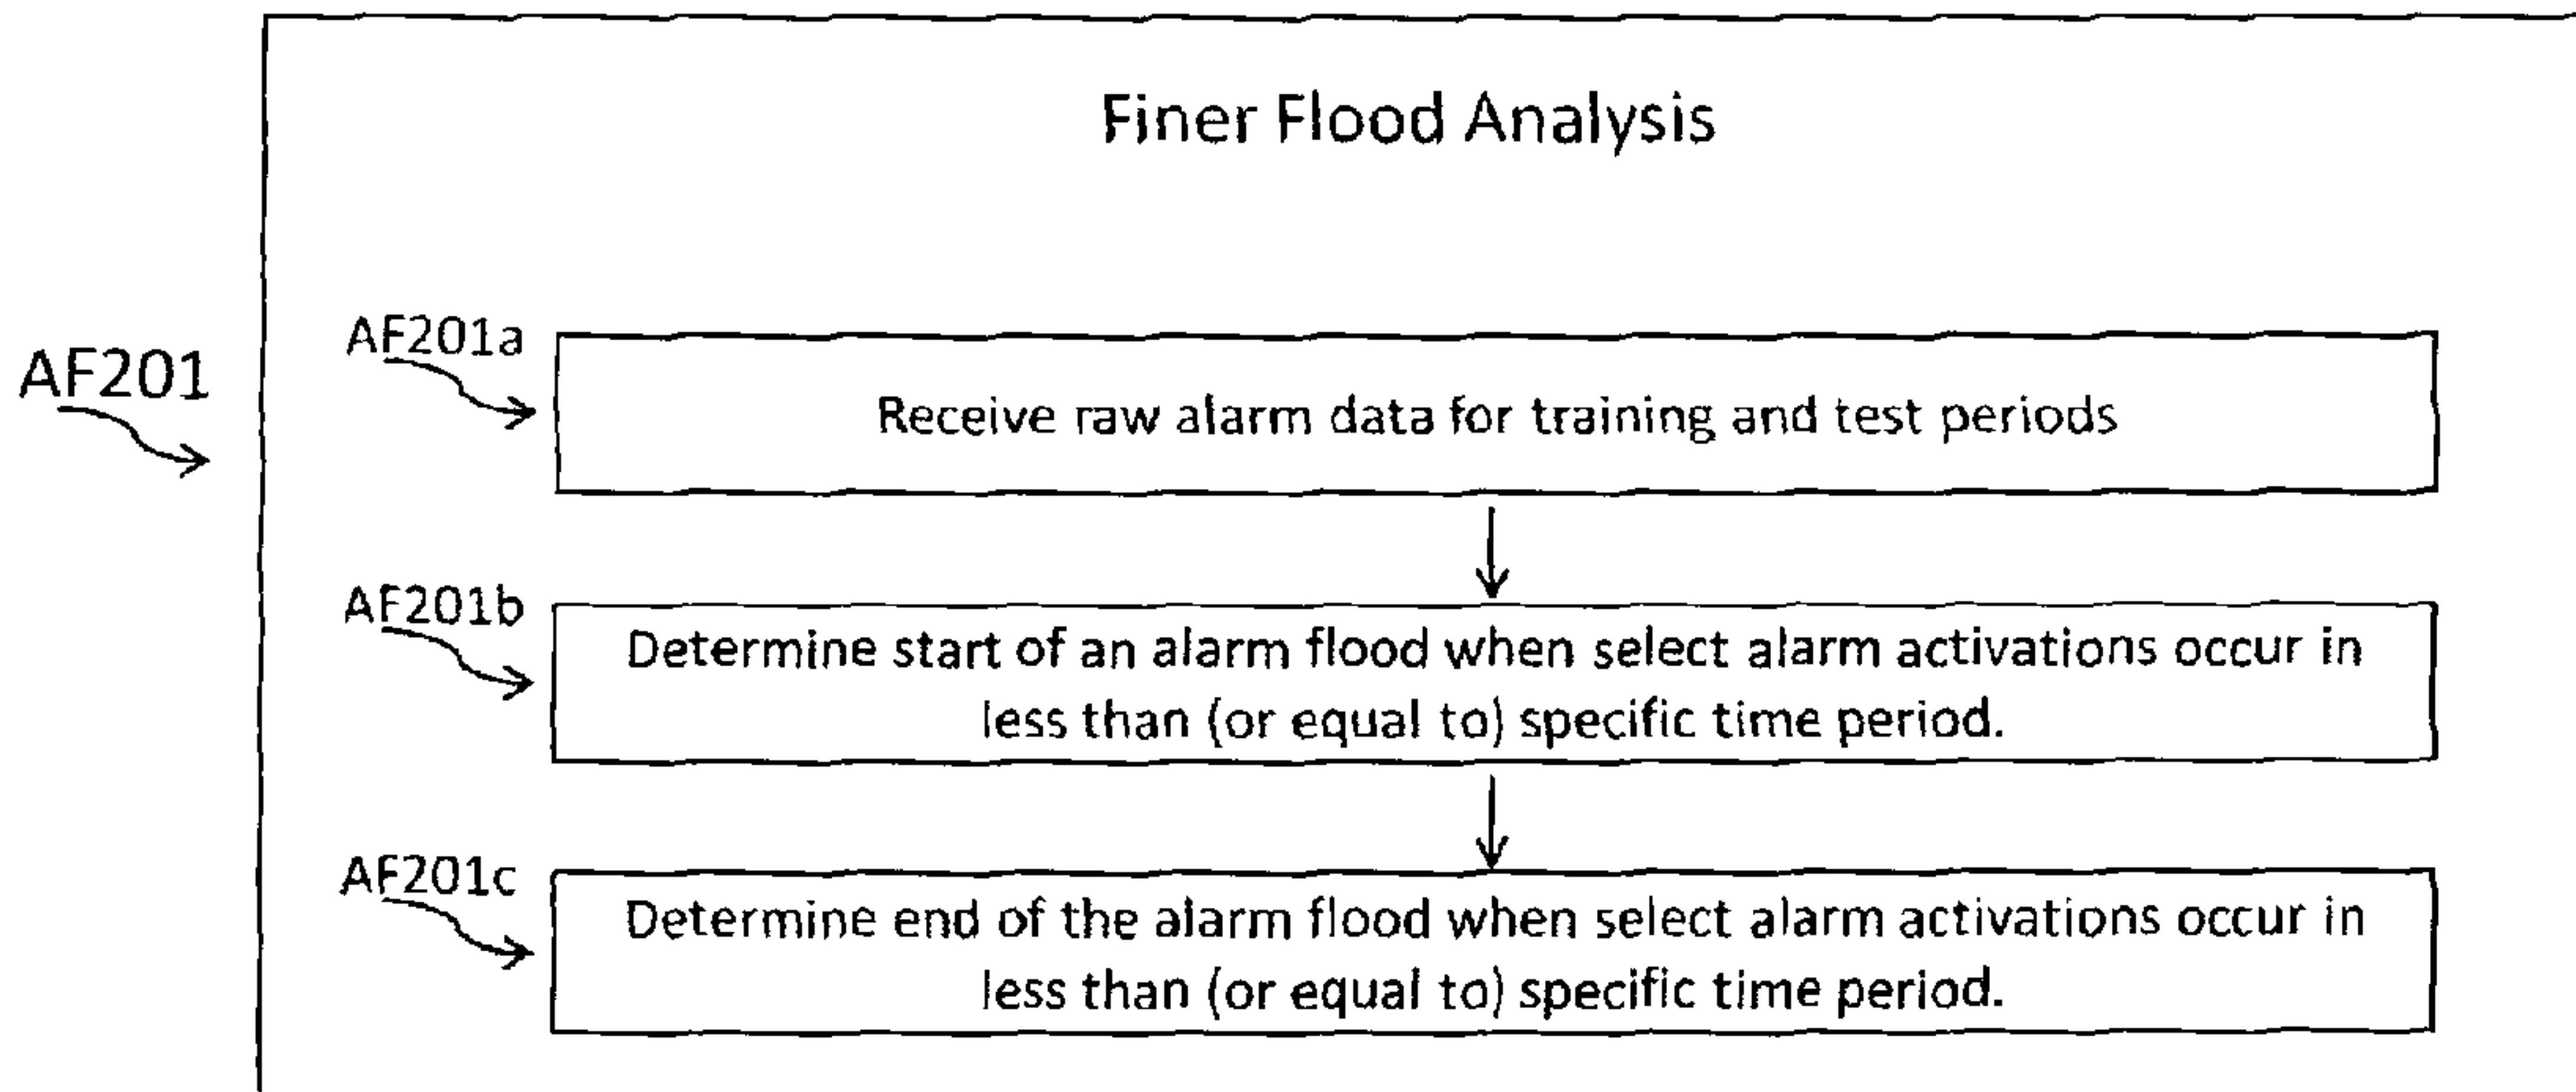 Finer Flood Analysis
AF201
AF201a
Receive raw alarm data for training and test periods
AF201b
Determine start of an alarm flood when select alarm activations occur in
less than (or equal to) specific time period.
AF201c
Determine end of the alarm flood when select alarm activations occur in
less than (or equal to) specific time period.